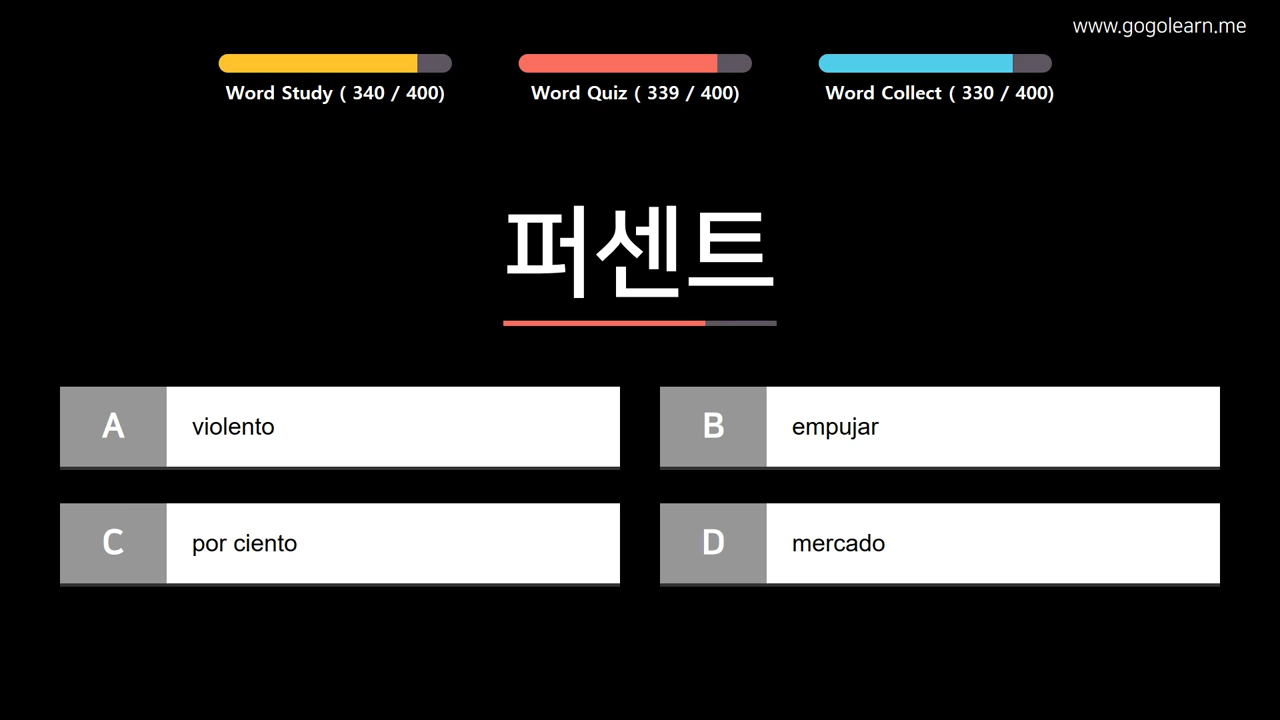 www.gogolearn.me
Word Study ( 340 / 400)
Word Quiz ( 339 / 400)
Word Collect ( 330 / 400)
퍼센트
A violento
B empujar
C por ciento
D mercado